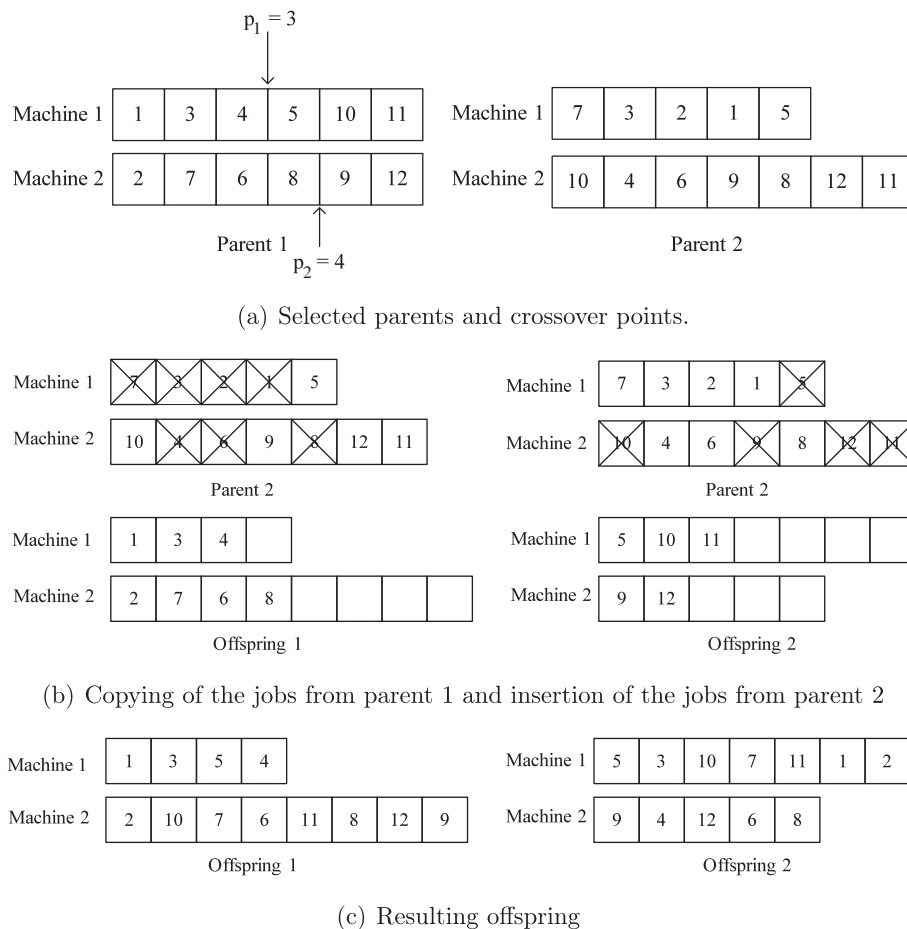 p1 = 3
Machine 1 1 3 4 5 10 11
Machine 2 2 7 6 8 9 12
Parent 1
p2 = 4
Machine 1 7 3 2 1 5
Machine 2 10 4 6 9 8 12 11
Parent 2
(a) Selected parents and crossover points.
Machine 1 7 3 2 1 5
Machine 2 10 4 6 9 8 12 11
Parent 2
Machine 1 1 3 4
Machine 2 2 7 6 8
Offspring 1
Machine 1 7 3 2 1 5
Machine 2 10 4 6 9 8 12 11
Parent 2
Machine 1 5 10 11
Machine 2 9 12
Offspring 2
(b) Copying of the jobs from parent 1 and insertion of the jobs from parent 2
Machine 1 1 3 5 4
Machine 2 2 10 7 6 11 8 12 9
Offspring 1
Machine 1 5 3 10 7 11 1 2
Machine 2 9 4 12 6 8
Offspring 2
(c) Resulting offspring